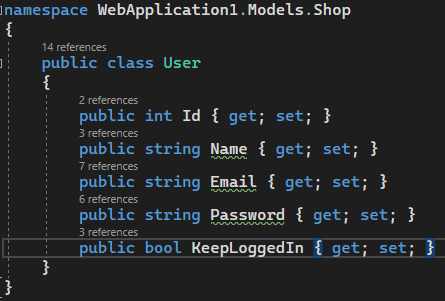 namespace WebApplication1.Models.Shop
{
14 references
public class User
{
2 references
public int Id { get; set; }
3 references
public string Name { get; set; }
7 references
public string Email { get; set; }
6 references
public string Password { get; set; }
3 references
public bool KeepLoggedIn { get; set; }
}
}